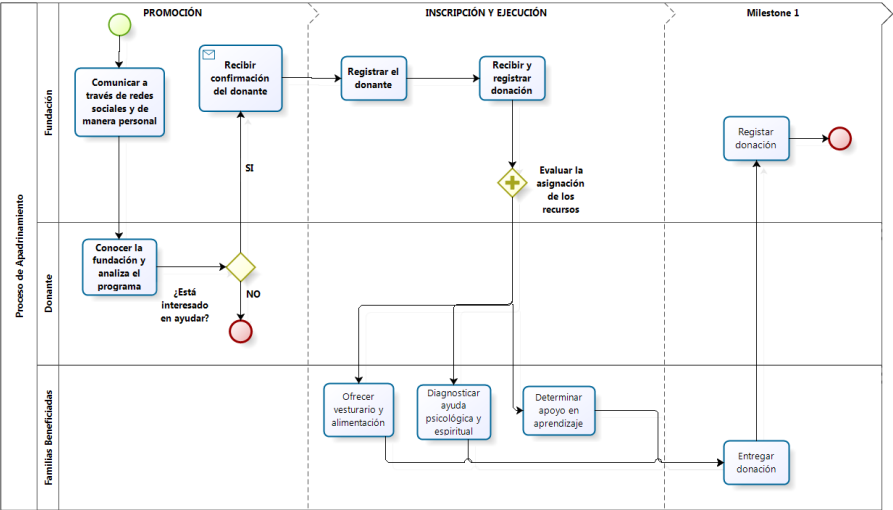 PROMOCIÓN
INSCRIPCIÓN Y EJECUCIÓN
Milestone 1
Proceso de Apadrinamiento
Fundación
Comunicar a
través de redes
sociales y de
manera personal
Recibir
confirmación
del donante
Registrar el
donante
Recibir y
registrar
donación
Evaluar la
asignación
de los
recursos
Registar
donación
SI
Donante
Conocer la
fundación y
analiza el
programa
¿Está
interesado
en ayudar?
NO
Familias Beneficiadas
Ofrecer
vesturario y
alimentación
Diagnosticar
ayuda
psicológica y
espiritual
Determinar
apoyo en
aprendizaje
Entregar
donación